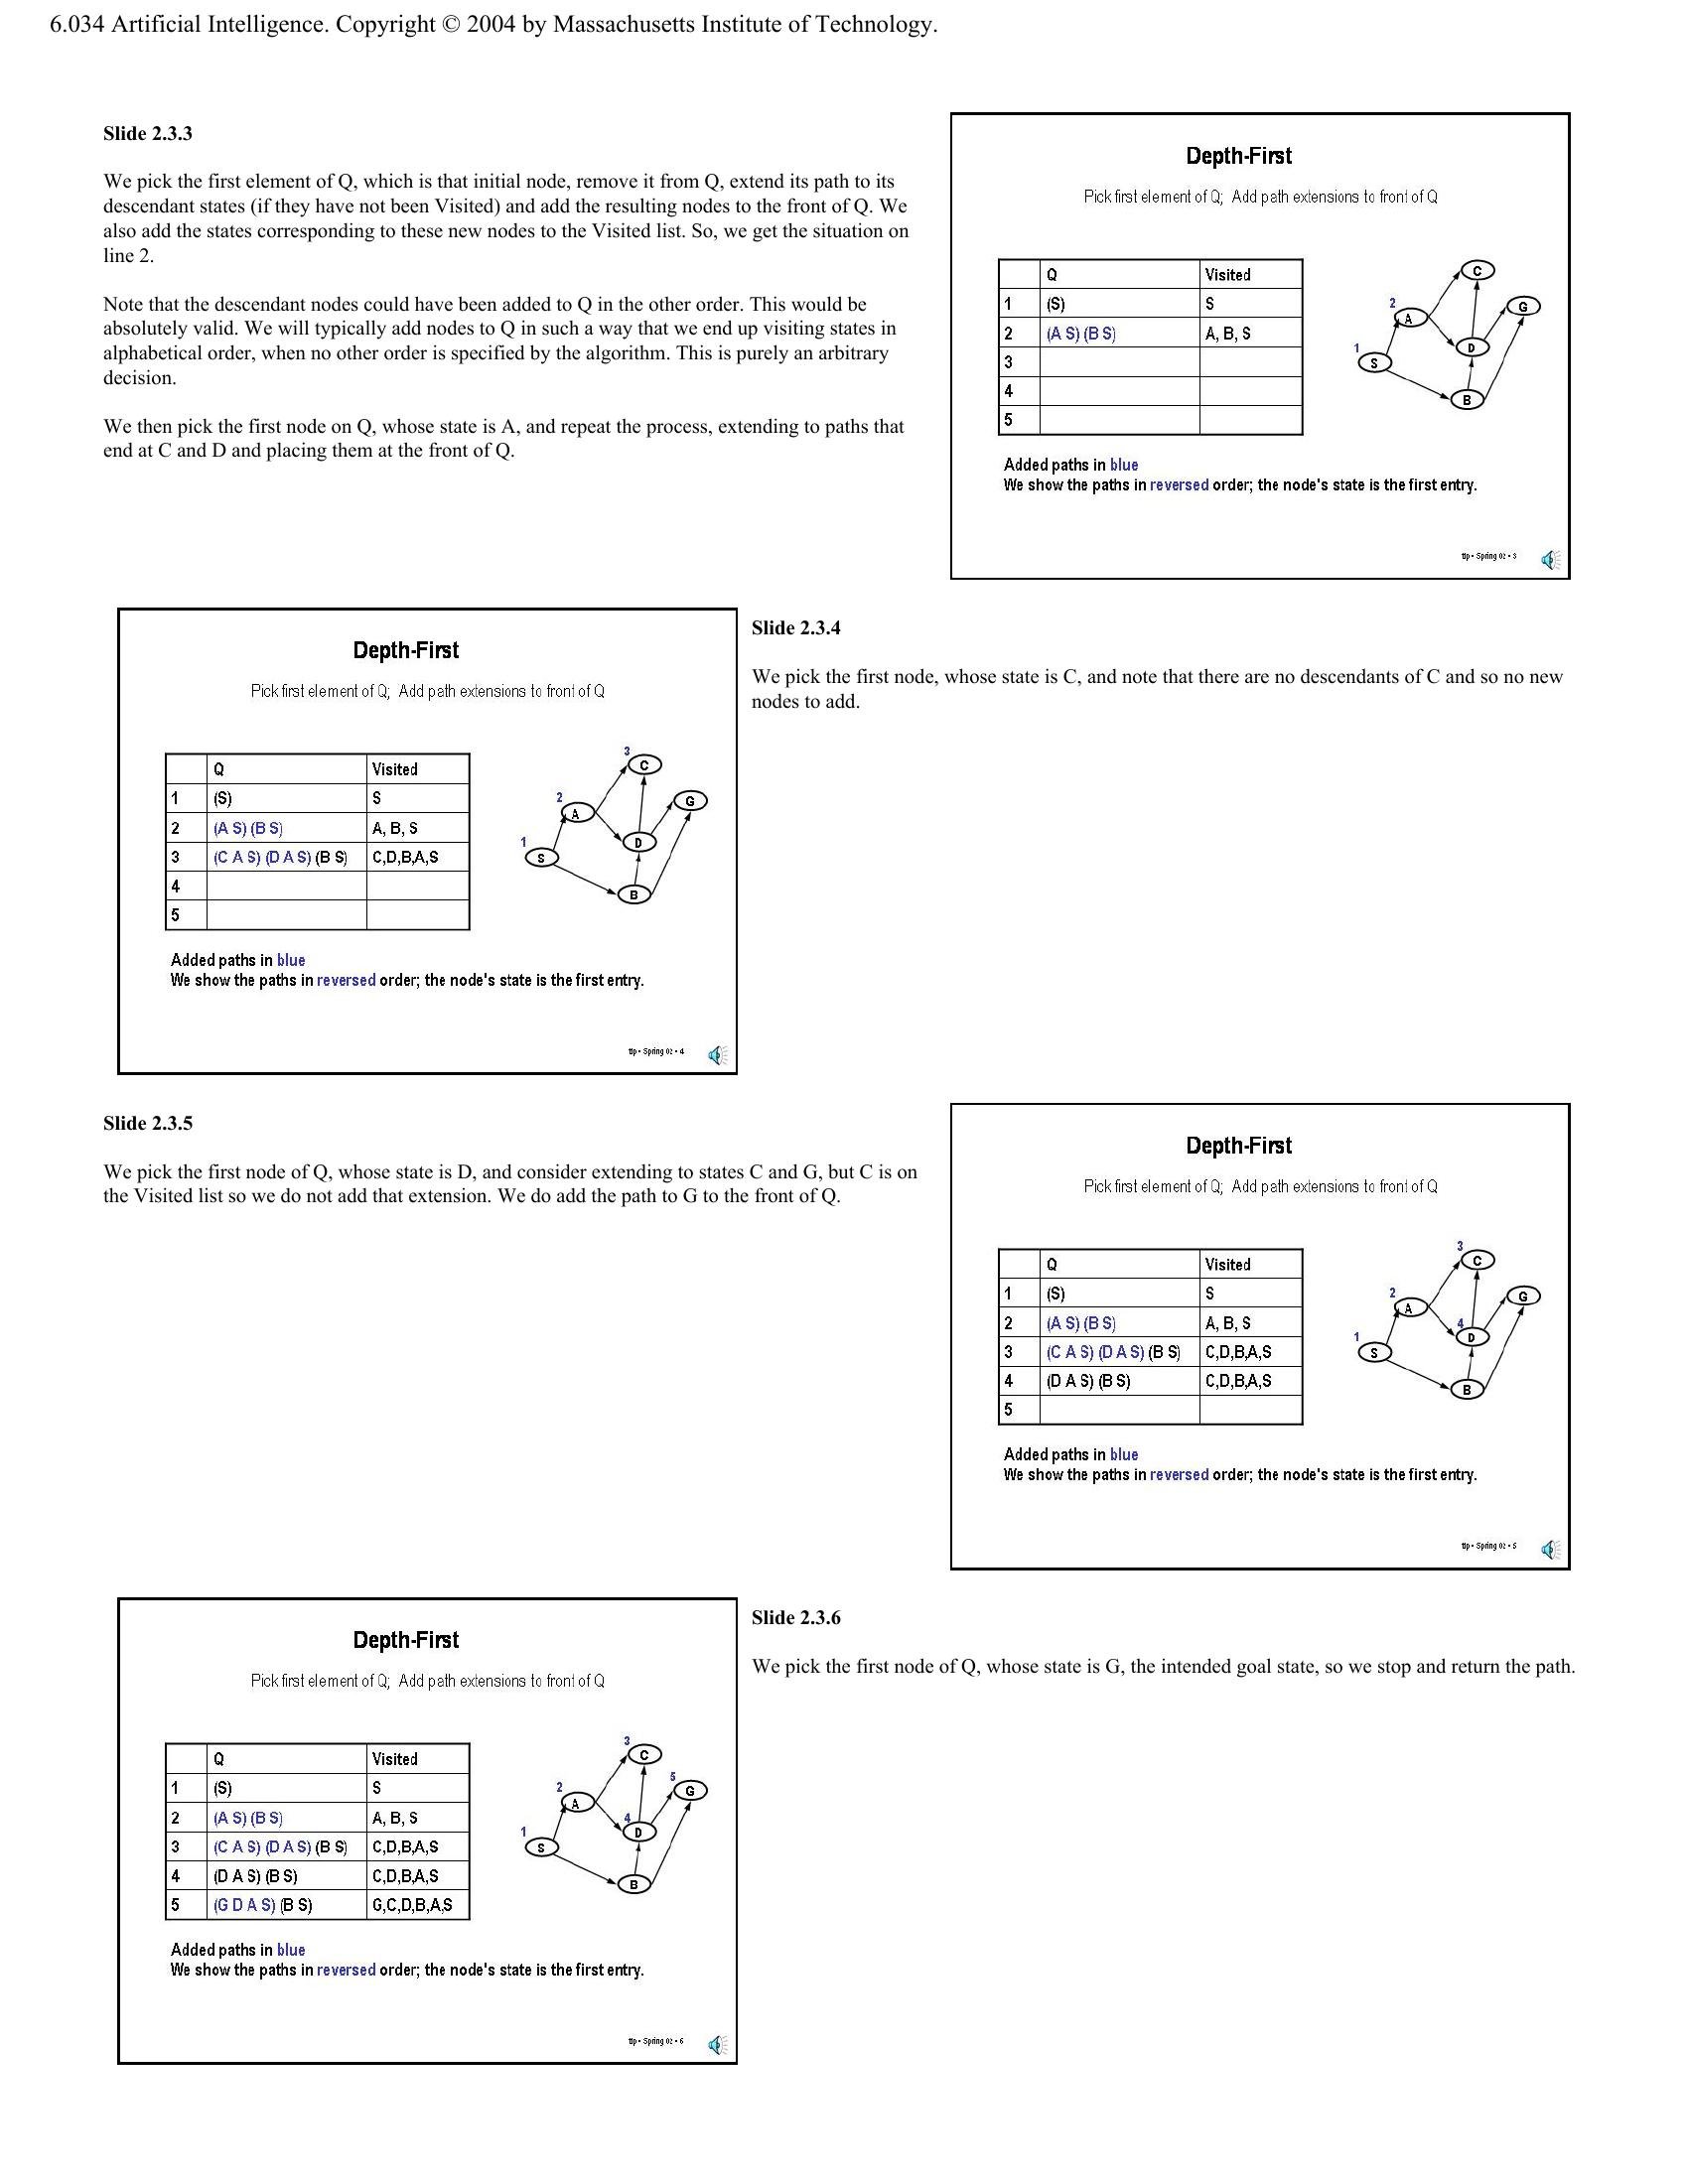 6.034 Artificial Intelligence. Copyright © 2004 by Massachusetts Institute of Technology.
Slide 2.3.3
We pick the first element of Q, which is that initial node, remove it from Q, extend its path to its
descendant states (if they have not been Visited) and add the resulting nodes to the front of Q. We
also add the states corresponding to these new nodes to the Visited list. So, we get the situation on
line 2.
Note that the descendant nodes could have been added to Q in the other order. This would be
absolutely valid. We will typically add nodes to Q in such a way that we end up visiting states in
alphabetical order, when no other order is specified by the algorithm. This is purely an arbitrary
decision.
We then pick the first node on Q, whose state is A, and repeat the process, extending to paths that
end at C and D and placing them at the front of Q.
Depth-First
Pick first element of Q; Add path extensions to front of Q
Q Visited
1 (S) S
2 (A S) (B S) A, B, S
3
4
5
C
2 A G
1 S D
B
Added paths in blue
We show the paths in reversed order; the node's state is the first entry.
tlp • Spring 02 • 3
Depth-First
Pick first element of Q; Add path extensions to front of Q
Q Visited
1 (S) S
2 (A S) (B S) A, B, S
3 (C A S) (D A S) (B S) C,D,B,A,S
4
5
3 C
2 A G
1 S D
B
Added paths in blue
We show the paths in reversed order; the node's state is the first entry.
tlp • Spring 02 • 4
Slide 2.3.4
We pick the first node, whose state is C, and note that there are no descendants of C and so no new
nodes to add.
Slide 2.3.5
We pick the first node of Q, whose state is D, and consider extending to states C and G, but C is on
the Visited list so we do not add that extension. We do add the path to G to the front of Q.
Depth-First
Pick first element of Q; Add path extensions to front of Q
Q Visited
1 (S) S
2 (A S) (B S) A, B, S
3 (C A S) (D A S) (B S) C,D,B,A,S
4 (D A S) (B S) C,D,B,A,S
5
3 C
2 A G
1 S 4 D
B
Added paths in blue
We show the paths in reversed order; the node's state is the first entry.
tlp • Spring 02 • 5
Depth-First
Pick first element of Q; Add path extensions to front of Q
Q Visited
1 (S) S
2 (A S) (B S) A, B, S
3 (C A S) (D A S) (B S) C,D,B,A,S
4 (D A S) (B S) C,D,B,A,S
5 (G D A S) (B S) G,C,D,B,A,S
3 C
2 A 5 G
1 S 4 D
B
Added paths in blue
We show the paths in reversed order; the node's state is the first entry.
tlp • Spring 02 • 6
Slide 2.3.6
We pick the first node of Q, whose state is G, the intended goal state, so we stop and return the path.